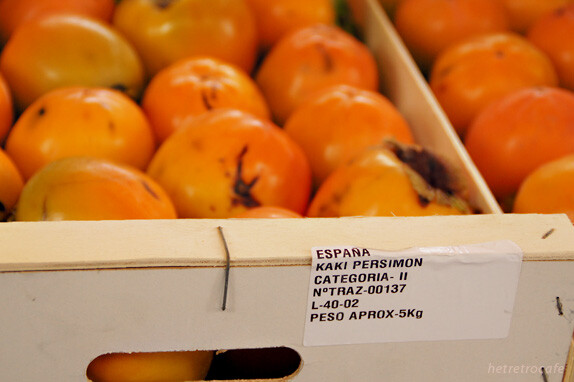 ESPAÑA
KAKI PERSIMON
CATEGORIA- II
NºTRAZ-00137
L-40-02
PESO APROX-5Kg
hetretrocafe